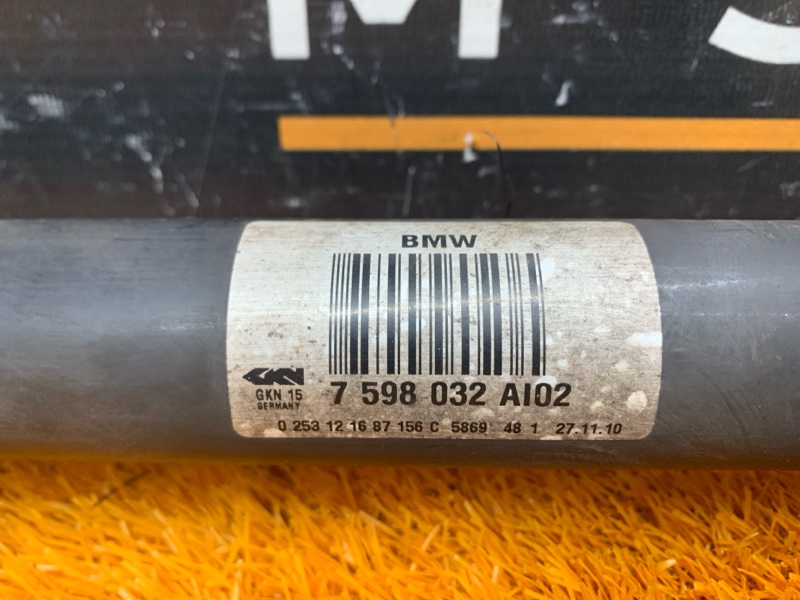 BMW
GKN
GKN 15
GERMANY
7 598 032 AI02
0 253 12 16 87 156 C 5869 48 1 27.11.10